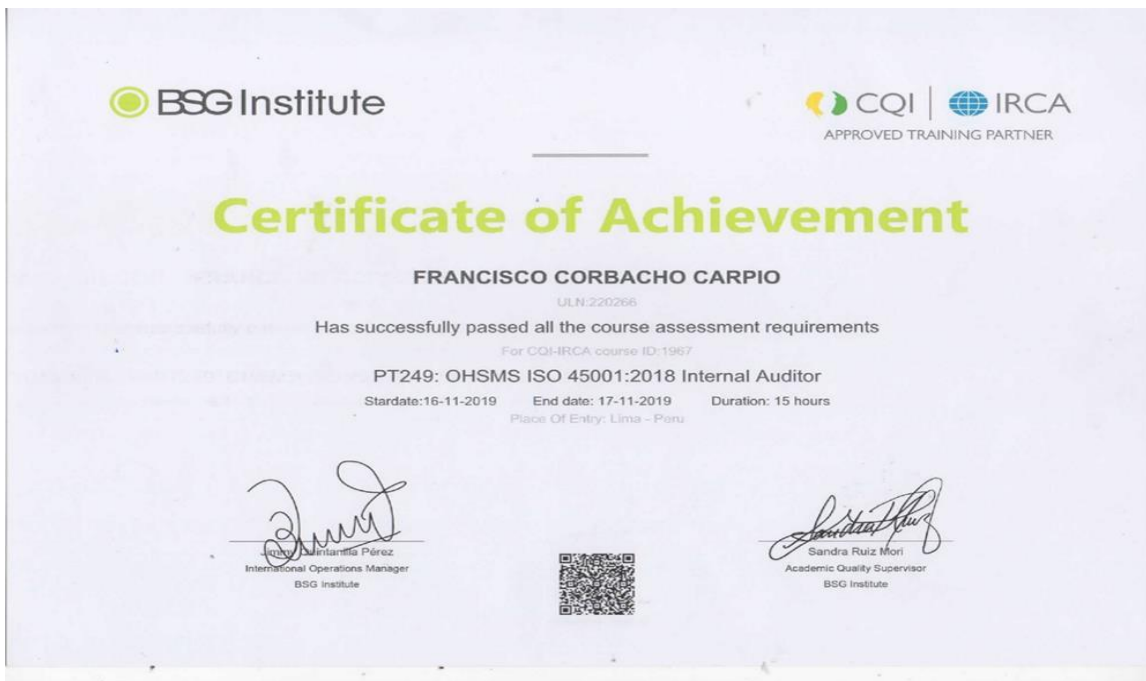 BSG Institute
CQI | IRCA
APPROVED TRAINING PARTNER
Certificate of Achievement
FRANCISCO CORBACHO CARPIO
ULN:220266
Has successfully passed all the course assessment requirements
For CQI-IRCA course ID:1967
PT249: OHSMS ISO 45001:2018 Internal Auditor
Stardate:16-11-2019 End date: 17-11-2019 Duration: 15 hours
Place Of Entry: Lima - Peru
Jimmy Quintanilla Pérez
International Operations Manager
BSG Institute
Sandra Ruiz Mori
Academic Quality Supervisor
BSG Institute